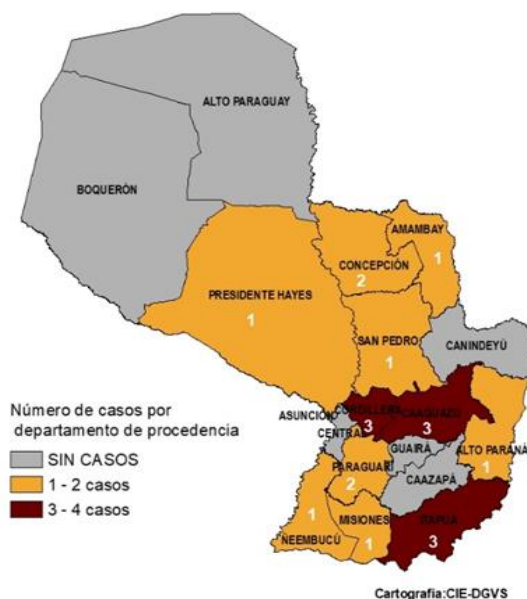 ALTO PARAGUAY
BOQUERÓN
AMAMBAY
1
CONCEPCIÓN
2
PRESIDENTE HAYES
1
SAN PEDRO
1
CANINDEYÚ
Número de casos por
departamento de procedencia
SIN CASOS
1 - 2 casos
3 - 4 casos
ASUNCIÓN
CORDILLERA
3
CAAGUAZÚ
3
CENTRAL
GUAIRÁ
ALTO PARANÁ
1
PARAGUARÍ
2
CAAZAPÁ
1
ÑEEMBUCÚ
MISIONES
1
ITAPUA
3
Cartografía:CIE-DGVS